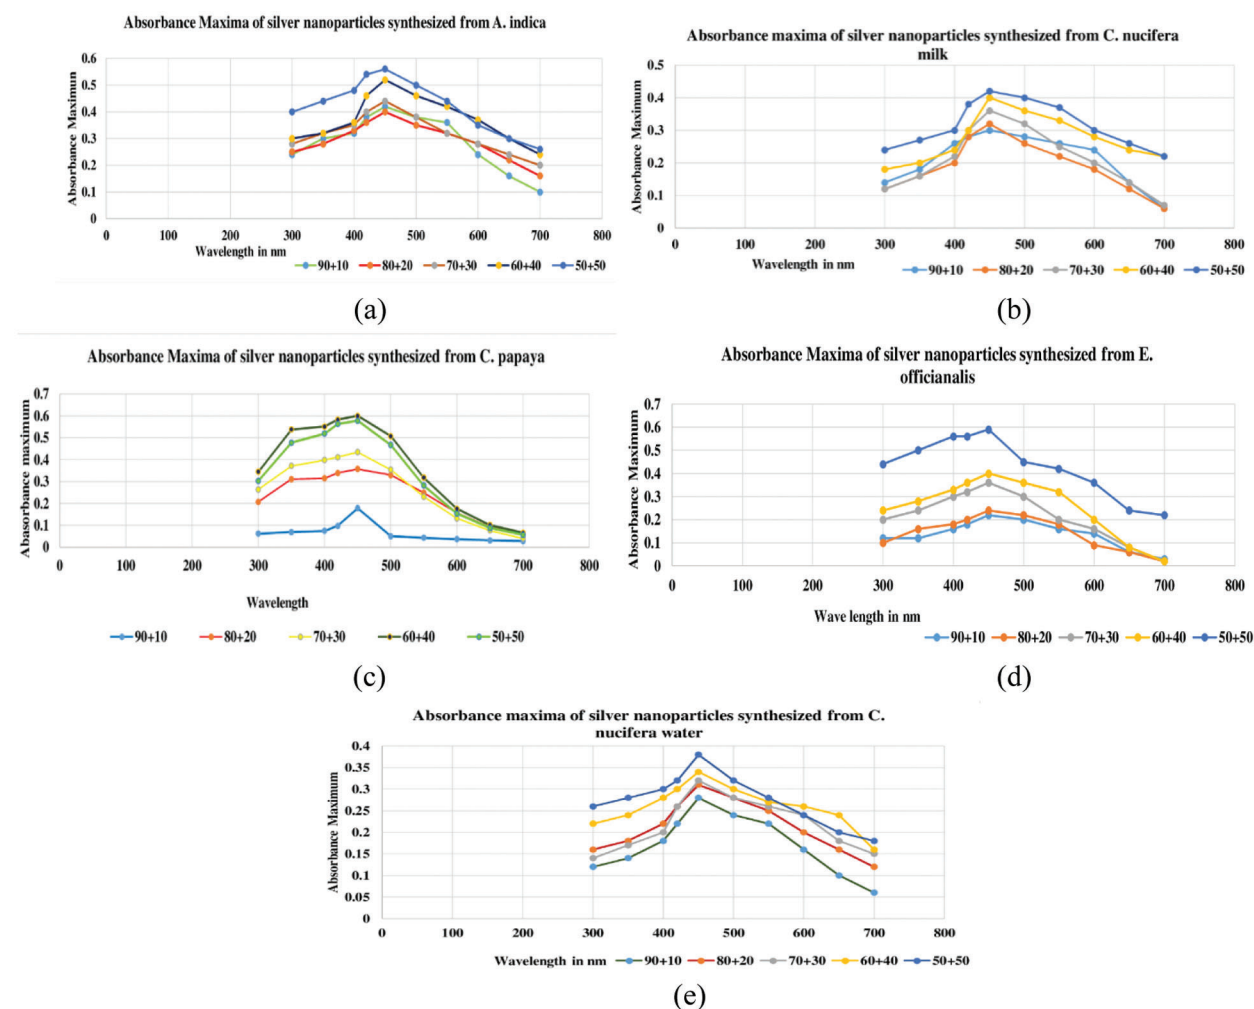 Absorbance Maxima of silver nanoparticles synthesized from A. indica
Absorbance Maximum
0.6
0.5
0.4
0.3
0.2
0.1
0
0 100 200 300 400 500 600 700 800
Wavelength in nm
90+10 80+20 70+30 60+40 50+50
(a)
Absorbance maxima of silver nanoparticles synthesized from C. nucifera
milk
Absorbance Maximum
0.5
0.4
0.3
0.2
0.1
0
0 100 200 300 400 500 600 700 800
Wavelength in nm
90+10 80+20 70+30 60+40 50+50
(b)
Absorbance Maxima of silver nanoparticles synthesized from C. papaya
Abasorbance maximum
0.7
0.6
0.5
0.4
0.3
0.2
0.1
0
0 100 200 300 400 500 600 700 800
Wavelength
90+10 80+20 70+30 60+40 50+50
(c)
Absorbance Maxima of silver nanoparticles synthesized from E.
officianalis
Absorbance Maximum
0.7
0.6
0.5
0.4
0.3
0.2
0.1
0
0 100 200 300 400 500 600 700 800
Wave length in nm
90+10 80+20 70+30 60+40 50+50
(d)
Absorbance maxima of silver nanoparticles synthesized from C.
nucifera water
Absorbance Maximum
0.4
0.35
0.3
0.25
0.2
0.15
0.1
0.05
0
0 100 200 300 400 500 600 700 800
Wavelength in nm 90+10 80+20 70+30 60+40 50+50
(e)